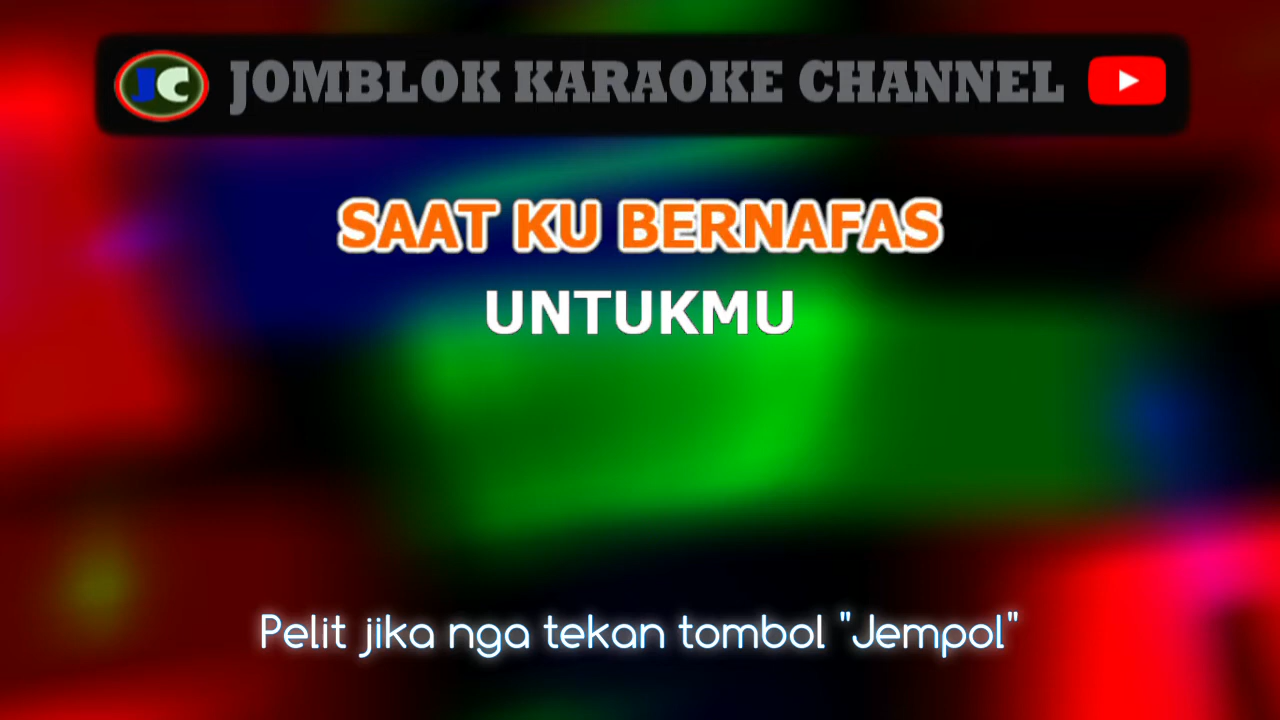 JC JOMBLOK KARAOKE CHANNEL
SAAT KU BERNAFAS
UNTUKMU
Pelit jika nga tekan tombol "Jempol"